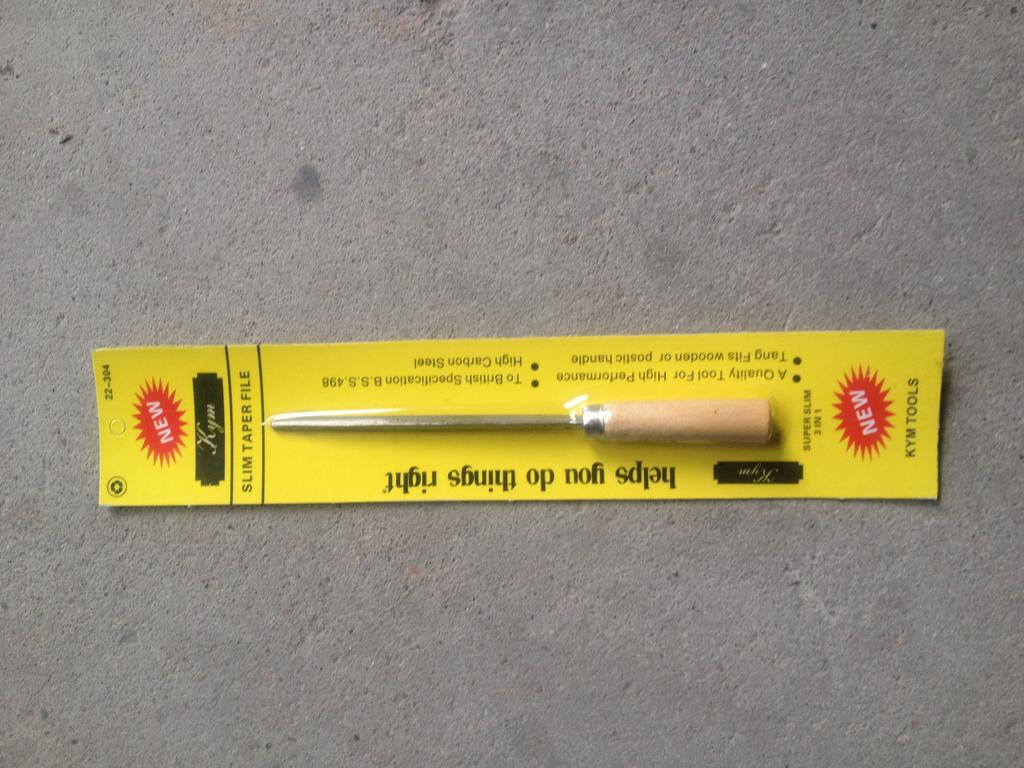 22-304
NEW
Kym
SLIM TAPER FILE
To British Specification B.S.S.498
High Carbon Steel
A Quality Tool For High Performance
Tang Fits wooden or postic handle
helps you do things right
Kym
SUPER SLIM
3 IN 1
NEW
KYM TOOLS